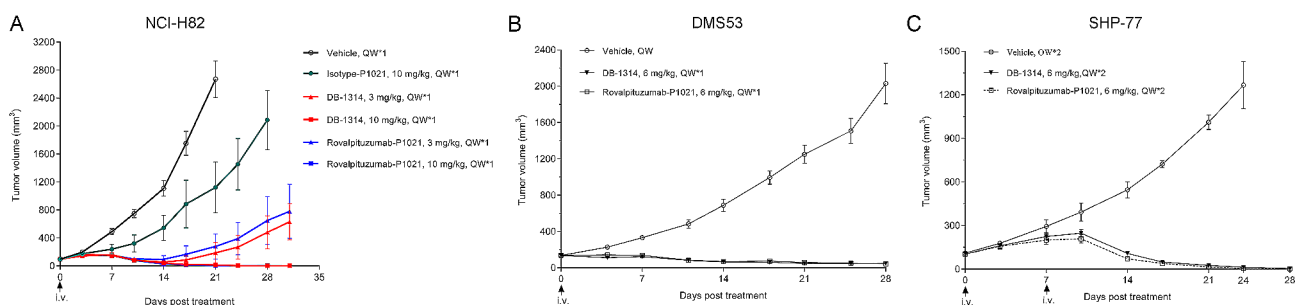 A
NCI-H82
Tumor volume (mm³)
3200
2800
2400
2000
1600
1200
800
400
0
0 7 14 21 28 35
i.v.
Days post treatment
Vehicle, QW*1
Isotype-P1021, 10 mg/kg, QW*1
DB-1314, 3 mg/kg, QW*1
DB-1314, 10 mg/kg, QW*1
Rovalpituzumab-P1021, 3 mg/kg, QW*1
Rovalpituzumab-P1021, 10 mg/kg, QW*1
B
DMS53
Tumor volume (mm³)
2400
2000
1600
1200
800
400
0
0 7 14 21 28
i.v.
Days post treatment
Vehicle, QW
DB-1314, 6 mg/kg, QW*1
Rovalpituzumab-P1021, 6 mg/kg, QW*1
C
SHP-77
Tumor volume (mm³)
1500
1200
900
600
300
0
0 7 14 21 28
i.v. i.v.
Days post treatment
Vehicle, QW*2
DB-1314, 6 mg/kg,QW*2
Rovalpituzumab-P1021, 6 mg/kg, QW*2